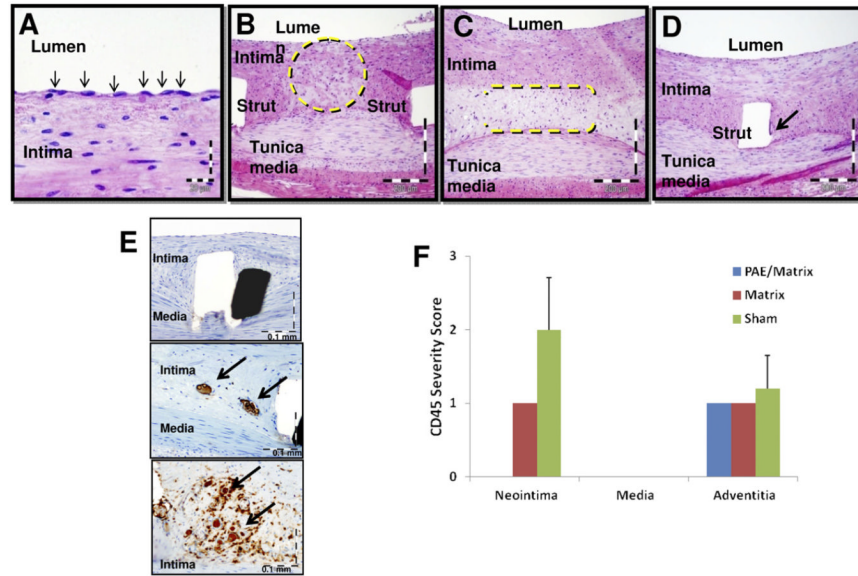 A
Lumen
Intima
20 µm
B
Lume
n
Intima
Strut
Strut
Tunica
media
C
Lumen
Intima
Tunica
media
D
Lumen
Intima
Strut
Tunica
media
E
Intima
Media
0.1 mm
Intima
Media
0.1 mm
Intima
0.1 mm
F
CD45 Severity Score
3
2
1
0
PAE/Matrix
Matrix
Sham
Neointima
Media
Adventitia